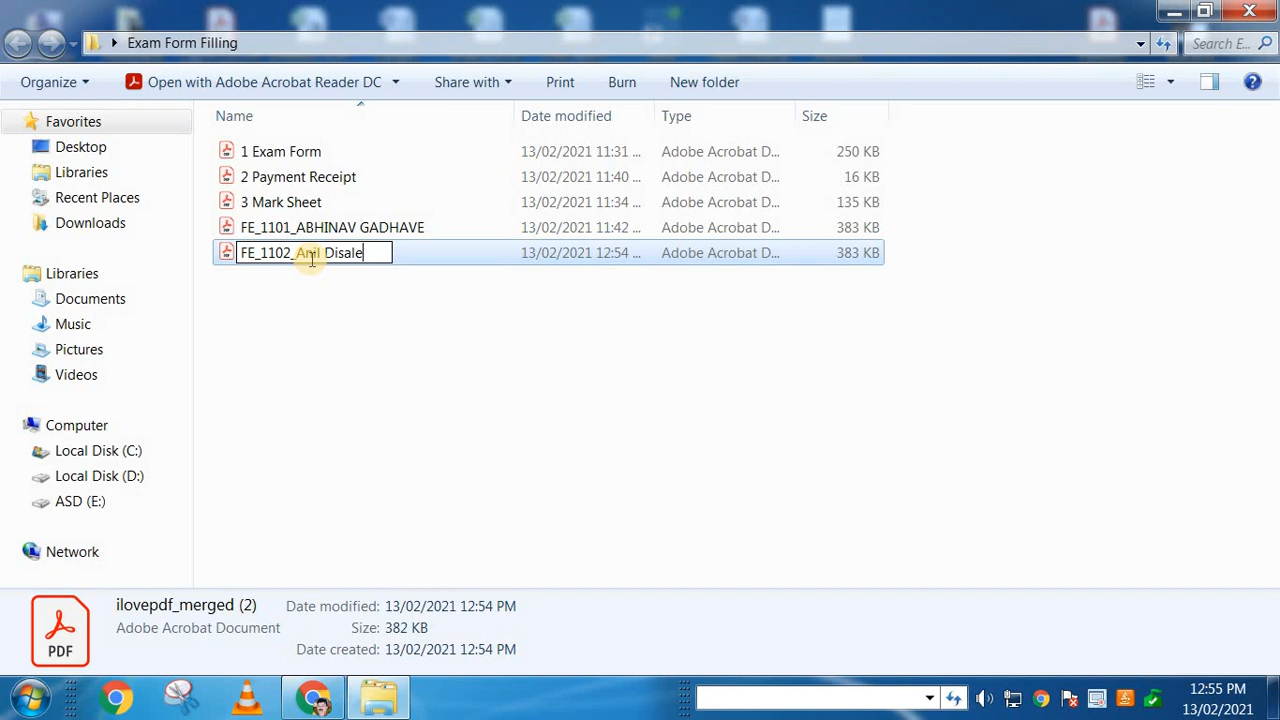 Exam Form Filling
Search E...
Organize
Open with Adobe Acrobat Reader DC
Share with
Print
Burn
New folder
Name
Date modified
Type
Size
Favorites
Desktop
Libraries
Recent Places
Downloads
Libraries
Documents
Music
Pictures
Videos
Computer
Local Disk (C:)
Local Disk (D:)
ASD (E:)
Network
1 Exam Form 13/02/2021 11:31 ... Adobe Acrobat D... 250 KB
2 Payment Receipt 13/02/2021 11:40 ... Adobe Acrobat D... 16 KB
3 Mark Sheet 13/02/2021 11:34 ... Adobe Acrobat D... 135 KB
FE_1101_ABHINAV GADHAVE 13/02/2021 11:42 ... Adobe Acrobat D... 383 KB
FE_1102_Anil Disale 13/02/2021 12:54 ... Adobe Acrobat D... 383 KB
PDF
ilovepdf_merged (2)
Adobe Acrobat Document
Date modified: 13/02/2021 12:54 PM
Size: 382 KB
Date created: 13/02/2021 12:54 PM
12:55 PM
13/02/2021